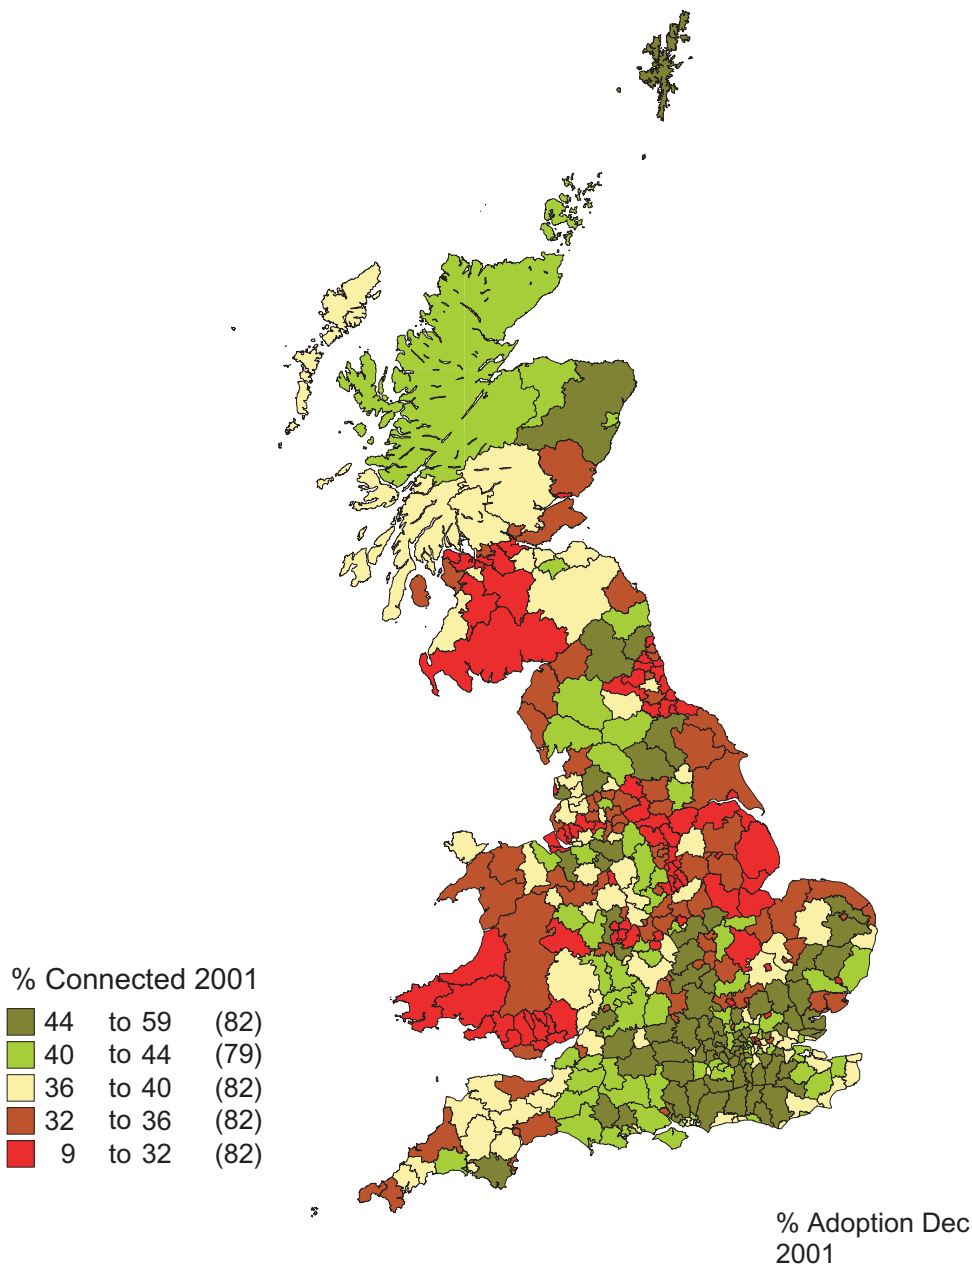 % Connected 2001
44 to 59 (82)
40 to 44 (79)
36 to 40 (82)
32 to 36 (82)
9 to 32 (82)
% Adoption Dec
2001